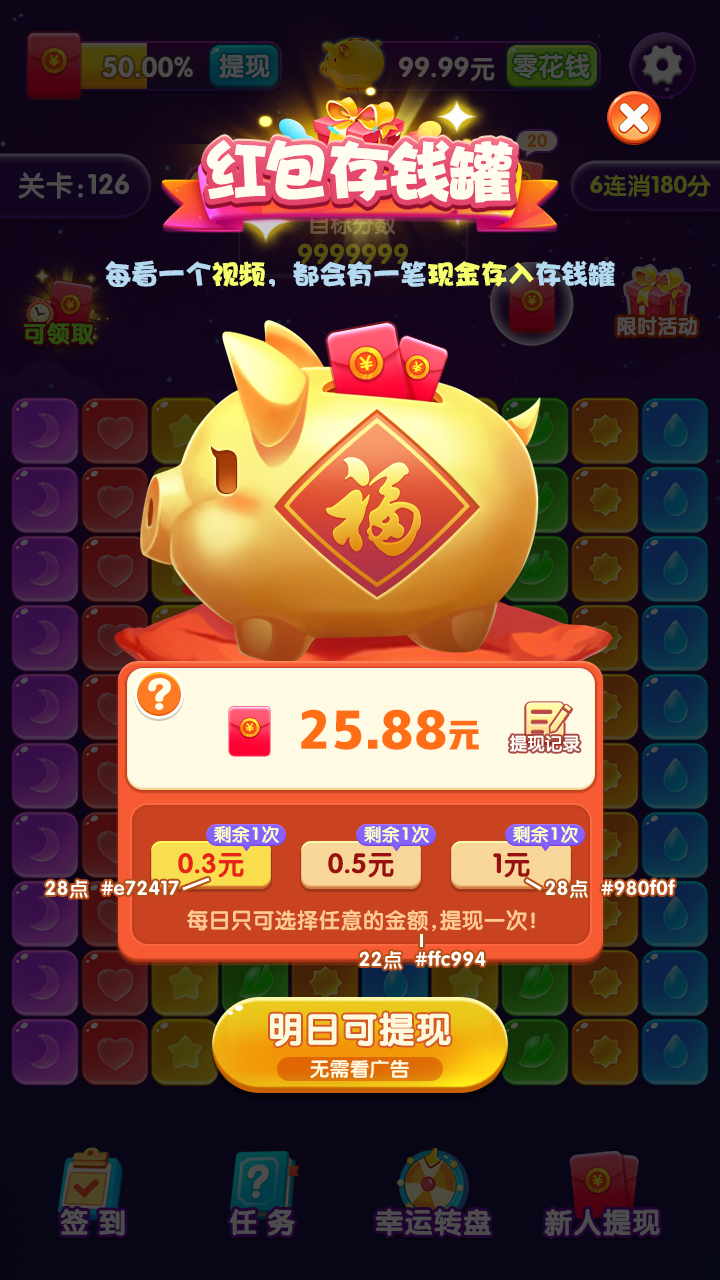 50.00% 提现
99.99元 零花钱
20
红包存钱罐
关卡:126
6连消180分
目标分数
9999999
每看一个视频，都会有一笔现金存入存钱罐
可领取
限时活动
福
?
25.88元
提现记录
剩余1次 剩余1次 剩余1次
0.3元 0.5元 1元
28点 #e72417
28点 #980f0f
每日只可选择任意的金额,提现一次!
22点 #ffc994
明日可提现
无需看广告
签到 任务 幸运转盘 新人提现